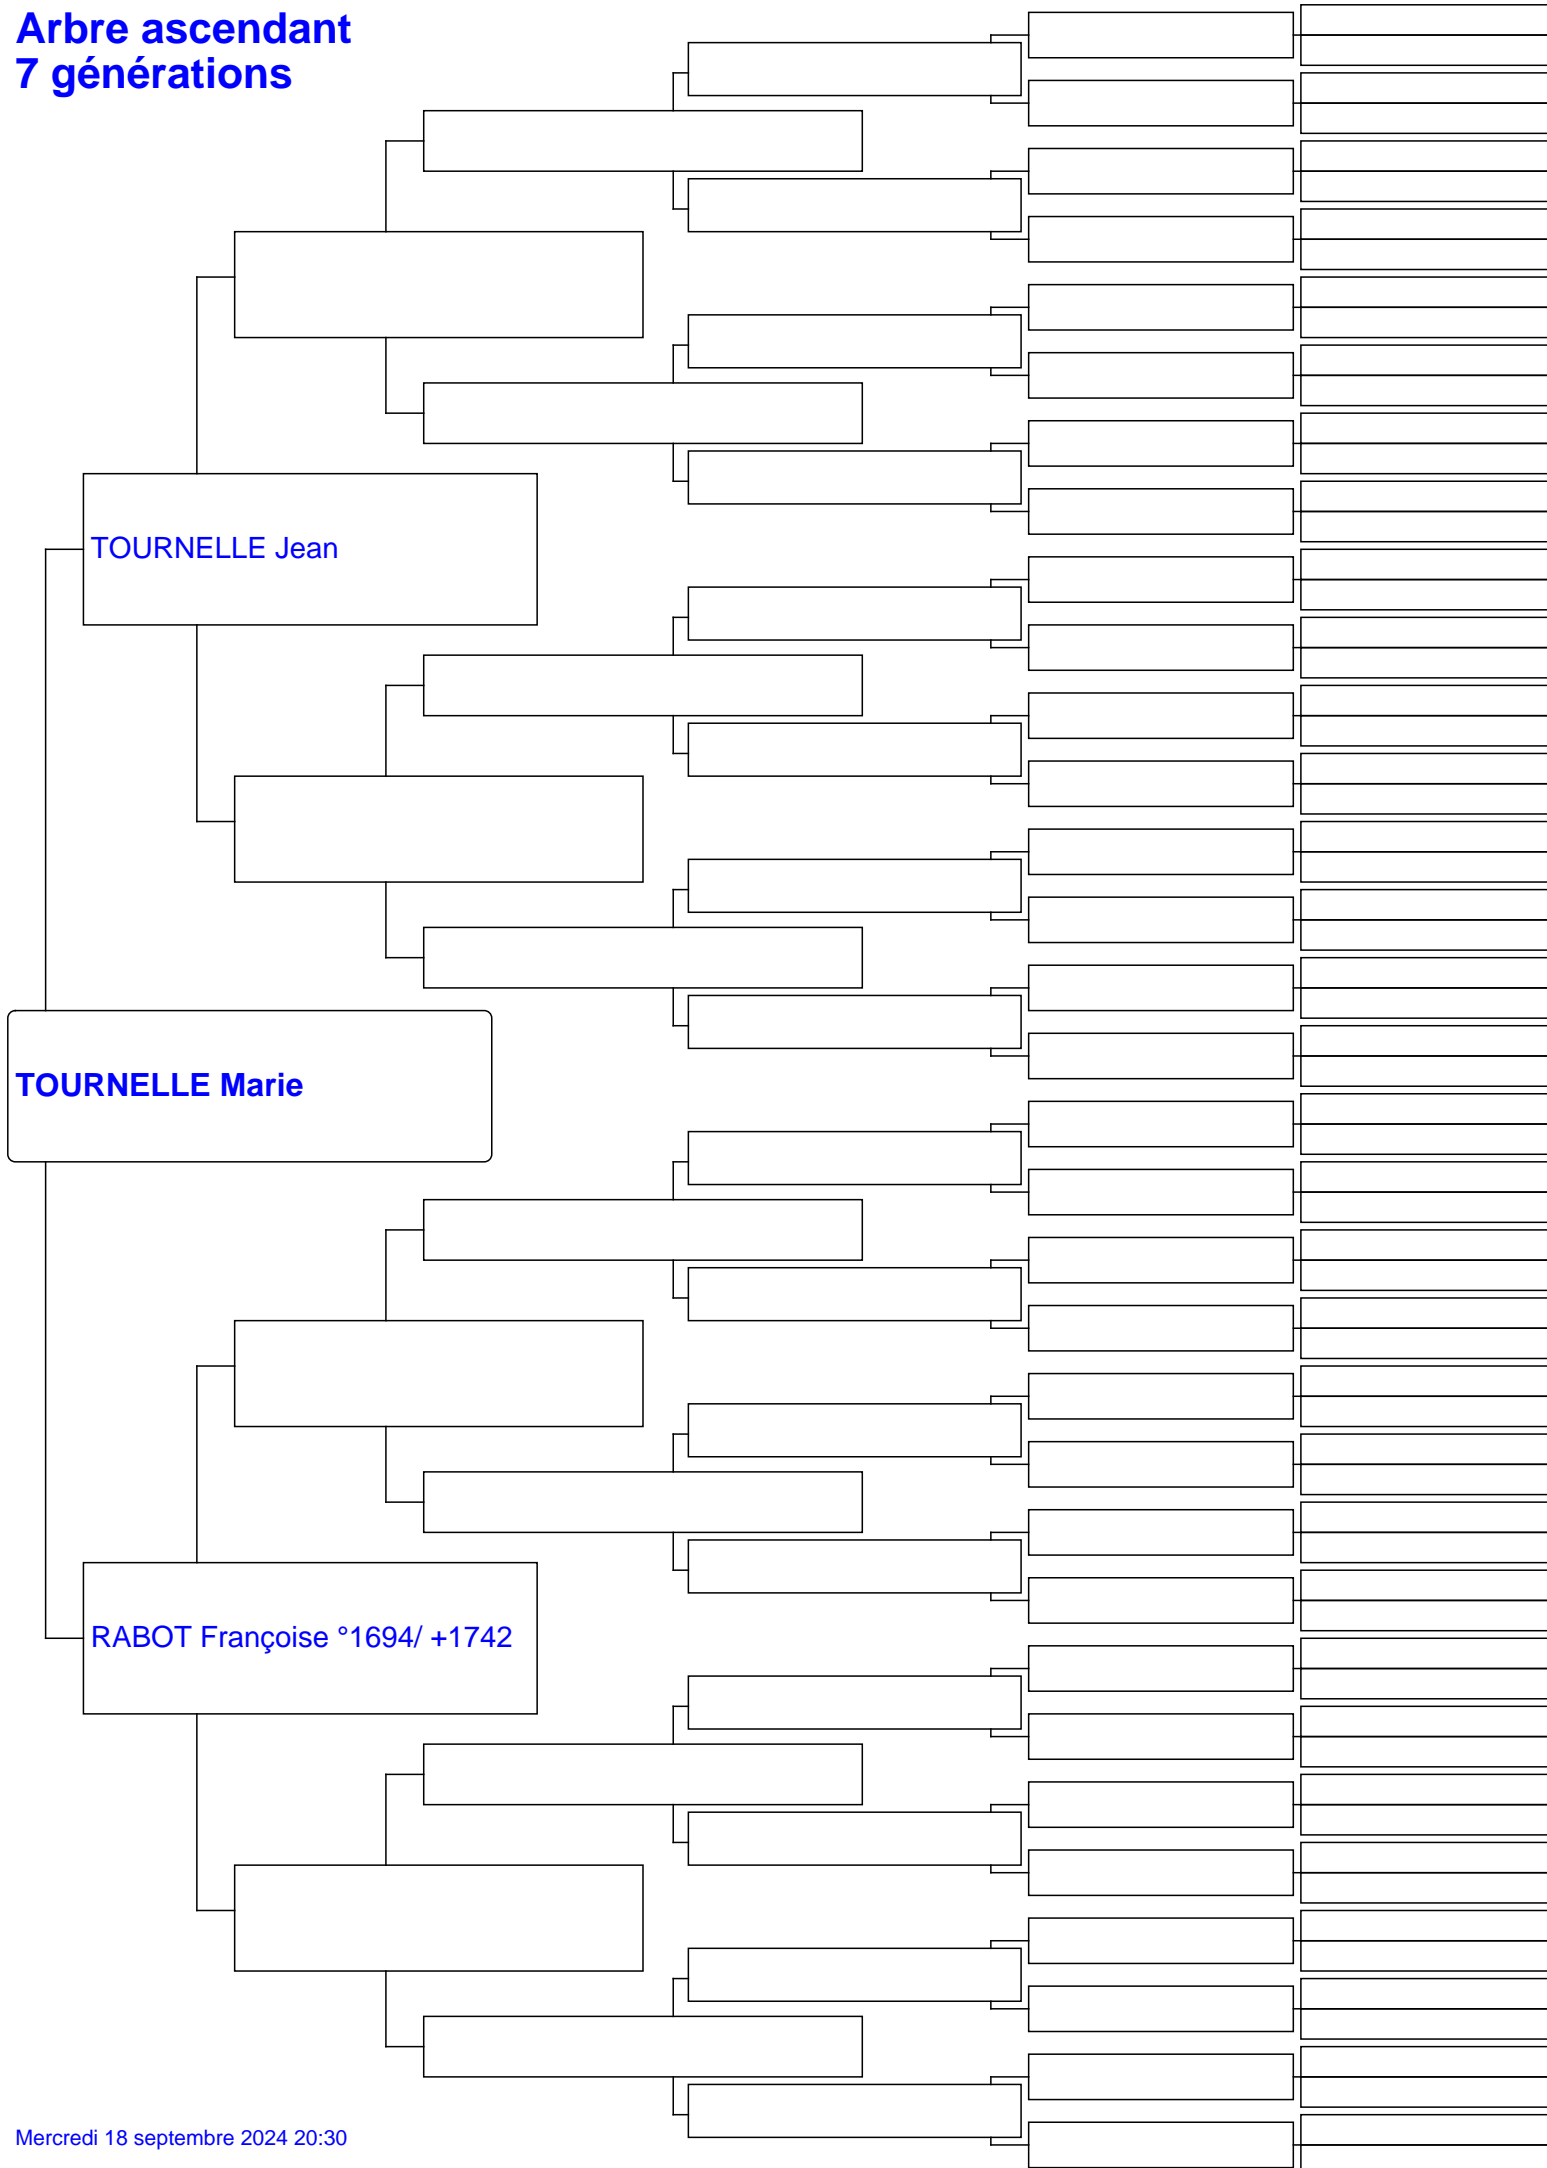 Arbre ascendant
7 générations
TOURNELLE Jean
TOURNELLE Marie
RABOT Françoise °1694/ +1742
Mercredi 18 septembre 2024 20:30